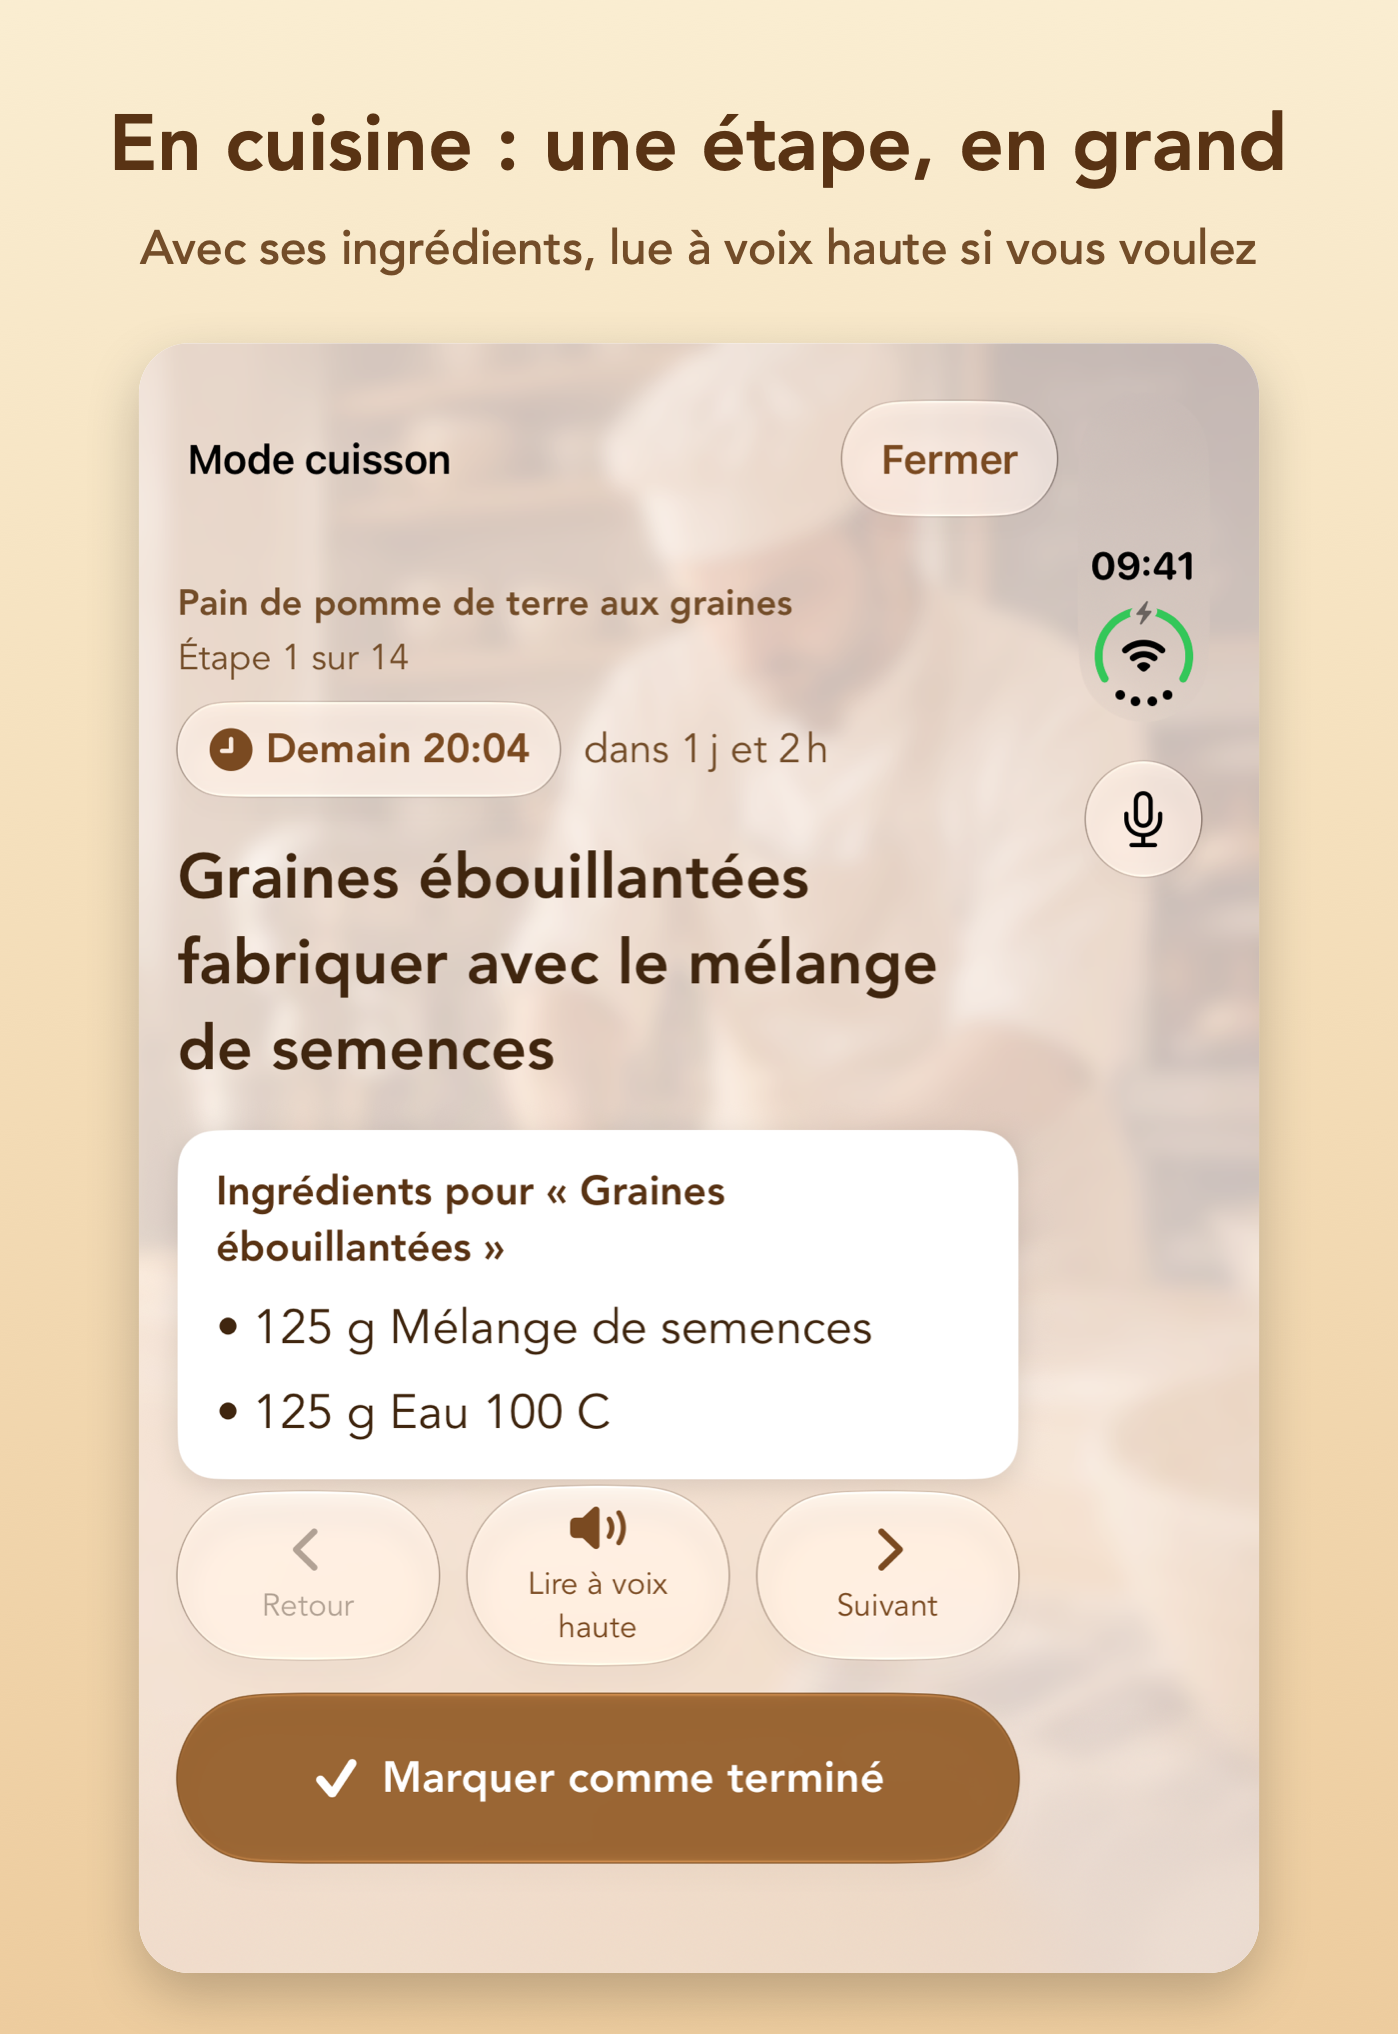 En cuisine : une étape, en grand
Avec ses ingrédients, lue à voix haute si vous voulez
Mode cuisson
Fermer
09:41
Pain de pomme de terre aux graines
Étape 1 sur 14
Demain 20:04
dans 1 j et 2 h
Graines ébouillantées
fabriquer avec le mélange
de semences
Ingrédients pour « Graines
ébouillantées »
• 125 g Mélange de semences
• 125 g Eau 100 C
Retour
Lire à voix
haute
Suivant
Marquer comme terminé